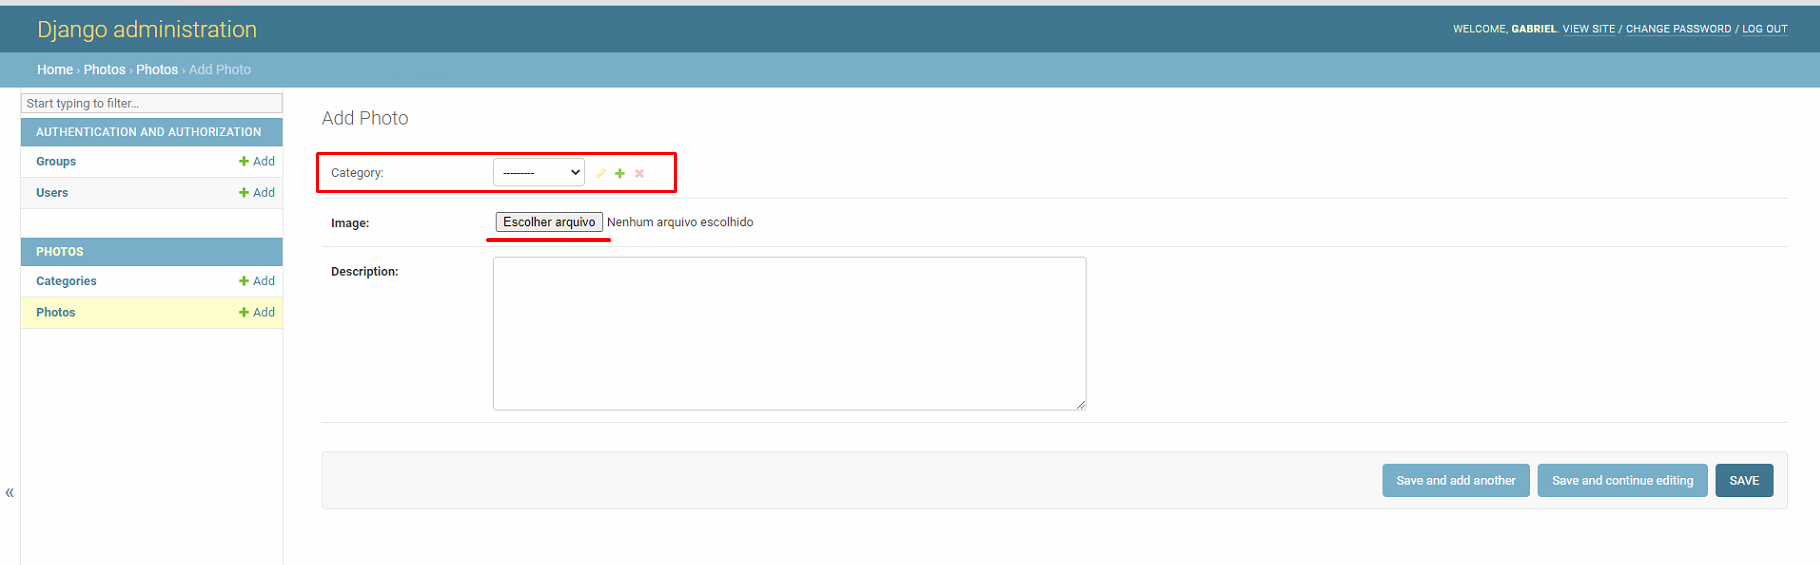 Django administration
WELCOME, GABRIEL. VIEW SITE / CHANGE PASSWORD / LOG OUT
Home › Photos › Photos › Add Photo
Start typing to filter...
AUTHENTICATION AND AUTHORIZATION
Groups + Add
Users + Add
PHOTOS
Categories + Add
Photos + Add
«
Add Photo
Category: ---------
Image: Escolher arquivo Nenhum arquivo escolhido
Description:
Save and add another Save and continue editing SAVE